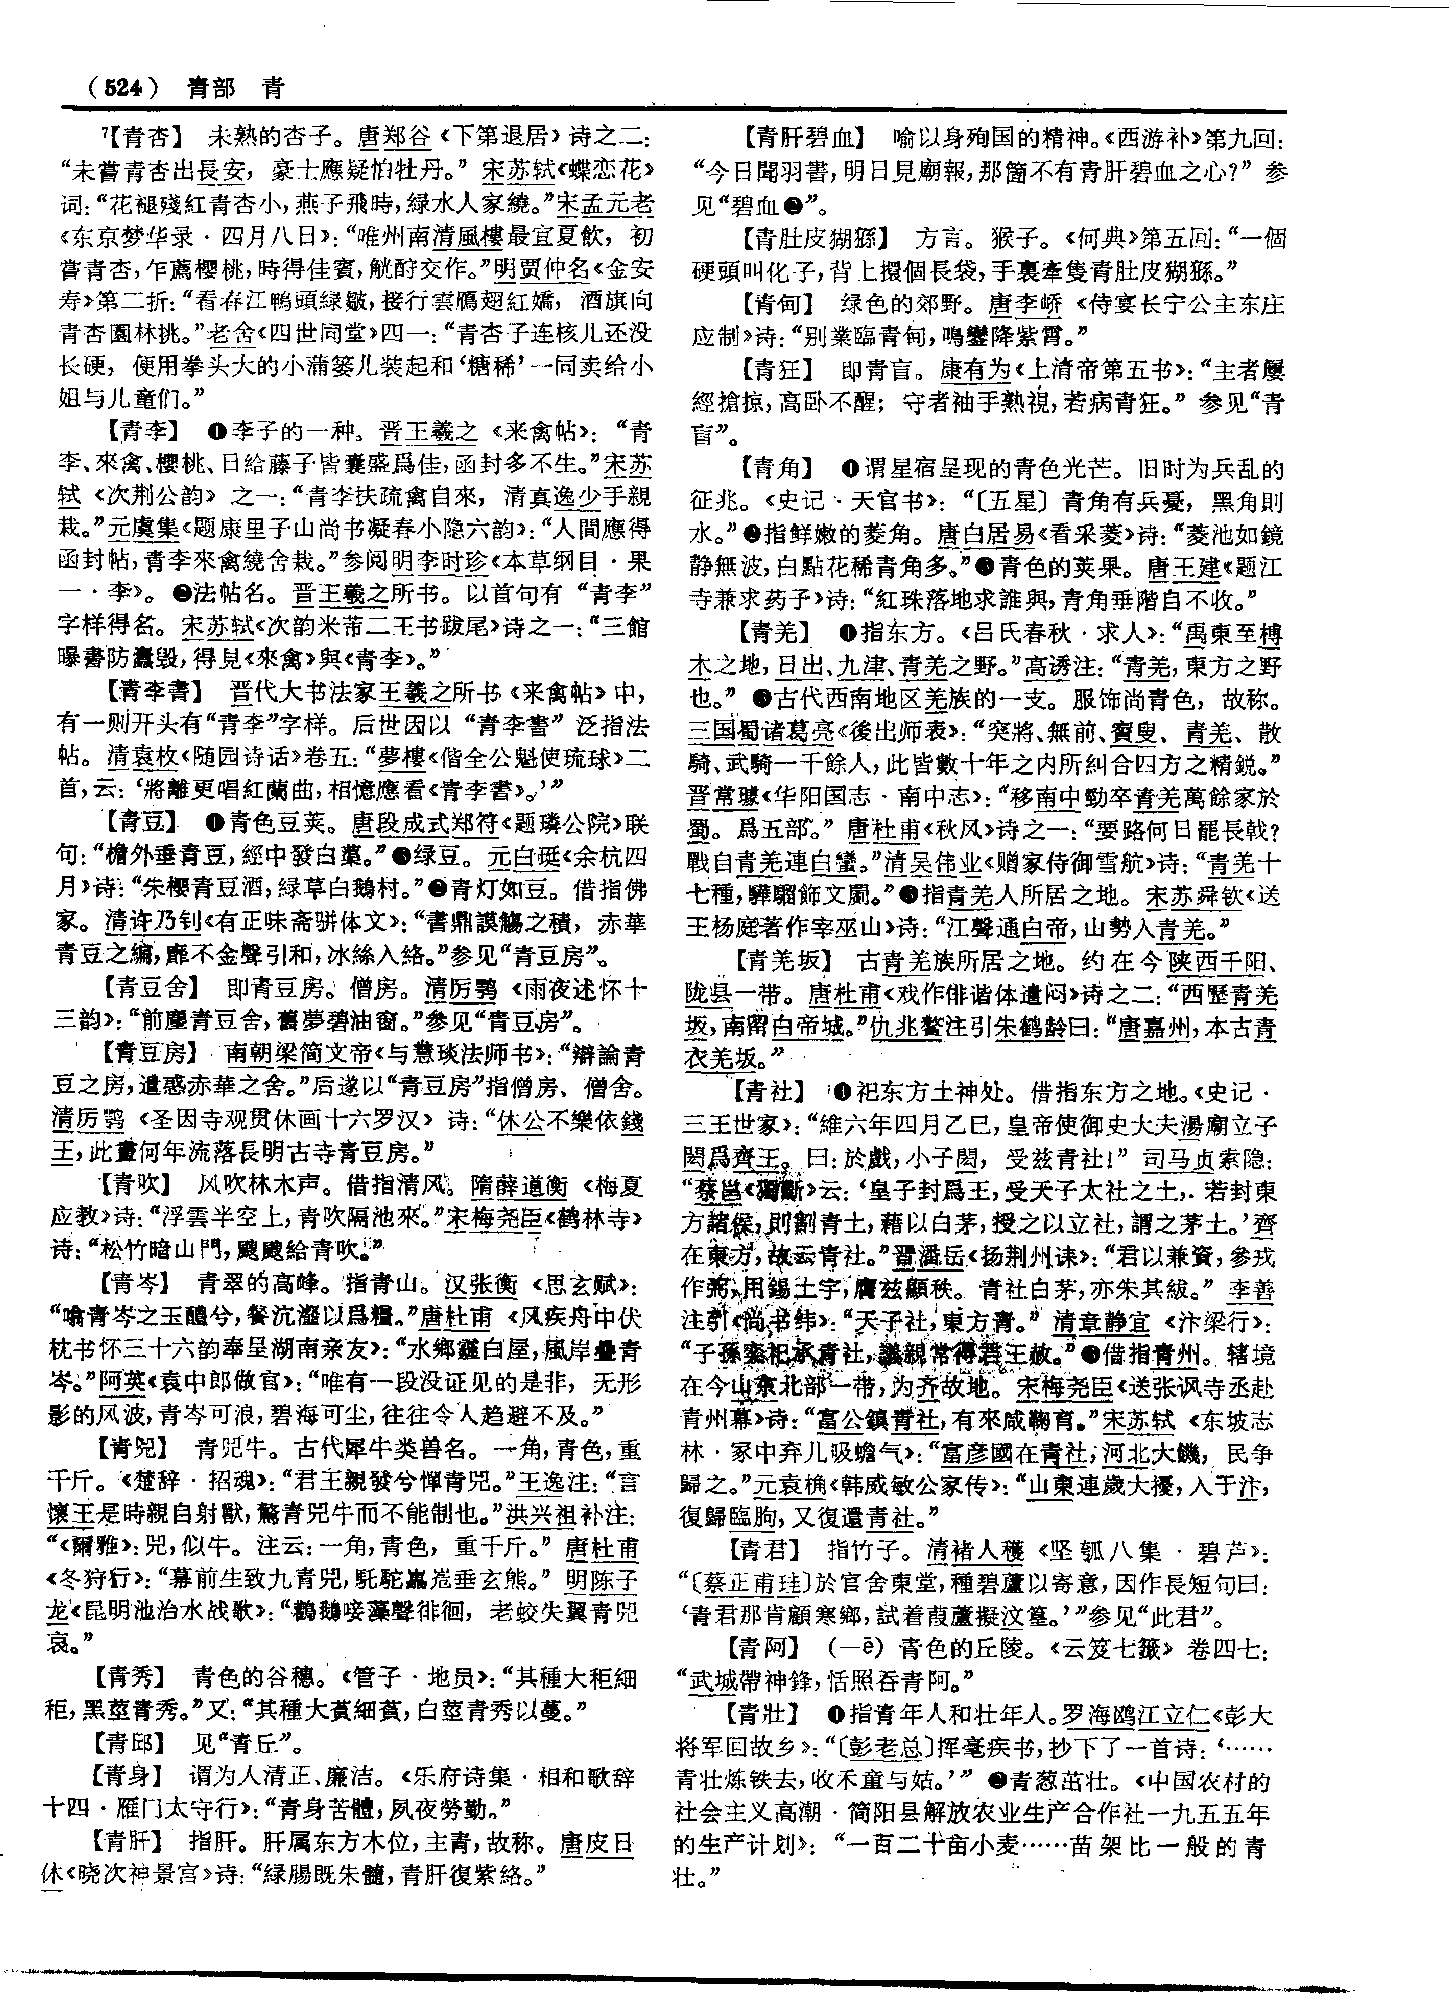 （524） 青部 青
⁷【青杏】 未熟的杏子。唐郑谷《下第退居》诗之二：
“未嘗青杏出長安，豪士應疑怕牡丹。”宋苏轼《蝶恋花》
词：“花褪殘紅青杏小，燕子飛時，綠水人家繞。”宋孟元老
《东京梦华录·四月八日》：“唯州南清風樓最宜夏飲，初
嘗青杏，乍薦櫻桃，時得佳賓，觥酧交作。”明贾仲名《金安
寿》第二折：“看春江鴨頭綠皺，接行雲鴈翅紅嬌，酒旗向
青杏園林挑。”老舍《四世同堂》四一：“青杏子连核儿还没
长硬，便用拳头大的小蒲篓儿装起和‘糖稀’一同卖给小
姐与儿童们。”
【青李】 ❶李子的一种。晋王羲之《来禽帖》：“青
李、來禽、櫻桃、日給藤子皆囊盛爲佳，函封多不生。”宋苏
轼《次荆公韵》之一：“青李扶疏禽自來，清真逸少手親
栽。”元虞集《题康里子山尚书凝春小隐六韵》：“人間應得
函封帖，青李來禽繞舍栽。”参阅明李时珍《本草纲目·果
一·李》。❷法帖名。晋王羲之所书。以首句有“青李”
字样得名。宋苏轼《次韵米芾二王书跋尾》诗之一：“三館
曝書防蠹毁，得見《來禽》與《青李》。”
【青李書】 晋代大书法家王羲之所书《来禽帖》中，
有一则开头有“青李”字样。后世因以“青李書”泛指法
帖。清袁枚《随园诗话》卷五：“夢樓《偕全公魁使琉球》二
首，云：‘將離更唱紅蘭曲，相憶應看《青李書》。’”
【青豆】 ❶青色豆荚。唐段成式郑符《题璘公院》联
句：“檐外垂青豆，經中發白蕖。”❷绿豆。元白珽《余杭四
月》诗：“朱櫻青豆酒，綠草白鵝村。”❸青灯如豆。借指佛
家。清许乃钊《有正味斋骈体文》：“書鼎謨觴之積，赤華
青豆之編，靡不金聲引和，冰絲入絡。”参见“青豆房”。
【青豆舍】 即青豆房。僧房。清厉鹗《雨夜述怀十
三韵》：“前塵青豆舍，舊夢碧油窗。”参见“青豆房”。
【青豆房】 南朝梁简文帝《与慧琰法师书》：“辯論青
豆之房，遣惑赤華之舍。”后遂以“青豆房”指僧房、僧舍。
清厉鹗《圣因寺观贯休画十六罗汉》诗：“休公不樂依錢
王，此畫何年流落長明古寺青豆房。”
【青吹】 风吹林木声。借指清风。隋薛道衡《梅夏
应教》诗：“浮雲半空上，青吹隔池來。”宋梅尧臣《鹤林寺》
诗：“松竹暗山門，颼颼給青吹。”
【青岑】 青翠的高峰。指青山。汉张衡《思玄赋》：
“噏青岑之玉醴兮，餐沆瀣以爲糧。”唐杜甫《风疾舟中伏
枕书怀三十六韵奉呈湖南亲友》：“水鄉霾白屋，風岸疊青
岑。”阿英《袁中郎做官》：“唯有一段没证见的是非，无形
影的风波，青岑可浪，碧海可尘，往往令人趋避不及。”
【青兕】 青兕牛。古代犀牛类兽名。一角，青色，重
千斤。《楚辞·招魂》：“君王親發兮憚青兕。”王逸注：“言
懷王是時親自射獸，驚青兕牛而不能制也。”洪兴祖补注：
“《爾雅》：兕，似牛。注云：一角，青色，重千斤。”唐杜甫
《冬狩行》：“幕前生致九青兕，馲駝嶵峞垂玄熊。”明陈子
龙《昆明池治水战歌》：“鶴鵝唼藻聲徘徊，老蛟失翼青兕
哀。”
【青秀】 青色的谷穗。《管子·地员》：“其種大秬細
秬，黑莖青秀。”又：“其種大蕡細蕡，白莖青秀以蔓。”
【青邱】 见“青丘”。
【青身】 谓为人清正、廉洁。《乐府诗集·相和歌辞
十四·雁门太守行》：“青身苦體，夙夜勞勤。”
【青肝】 指肝。肝属东方木位，主青，故称。唐皮日
休《晓次神景宫》诗：“綠腸既朱髓，青肝復紫絡。”
【青肝碧血】 喻以身殉国的精神。《西游补》第九回：
“今日聞羽書，明日見廟報，那箇不有青肝碧血之心？”参
见“碧血❷”。
【青肚皮猢猻】 方言。猴子。《何典》第五回：“一個
硬頭叫化子，背上擐個長袋，手裏牽隻青肚皮猢猻。”
【青甸】 绿色的郊野。唐李峤《侍宴长宁公主东庄
应制》诗：“别業臨青甸，鳴鑾降紫霄。”
【青狂】 即青盲。康有为《上清帝第五书》：“主者屢
經搶掠，高卧不醒；守者袖手熟視，若病青狂。”参见“青
盲”。
【青角】 ❶谓星宿呈现的青色光芒。旧时为兵乱的
征兆。《史记·天官书》：“〔五星〕青角有兵憂，黑角則
水。”❷指鲜嫩的菱角。唐白居易《看采菱》诗：“菱池如鏡
静無波，白點花稀青角多。”❸青色的荚果。唐王建《题江
寺兼求药子》诗：“紅珠落地求誰與，青角垂階自不收。”
【青羌】 ❶指东方。《吕氏春秋·求人》：“禹東至榑
木之地，日出、九津、青羌之野。”高诱注：“青羌，東方之野
也。”❷古代西南地区羌族的一支。服饰尚青色，故称。
三国蜀诸葛亮《後出师表》：“突將、無前、賨叟、青羌、散
騎、武騎一千餘人，此皆數十年之内所糾合四方之精鋭。”
晋常璩《华阳国志·南中志》：“移南中勁卒青羌萬餘家於
蜀。爲五部。”唐杜甫《秋风》诗之一：“要路何日罷長戟？
戰自青羌連白蠻。”清吴伟业《赠家侍御雪航》诗：“青羌十
七種，驊騮飾文罽。”❸指青羌人所居之地。宋苏舜钦《送
王杨庭著作宰巫山》诗：“江聲通白帝，山勢入青羌。”
【青羌坂】 古青羌族所居之地。约在今陕西千阳、
陇县一带。唐杜甫《戏作俳谐体遣闷》诗之二：“西歷青羌
坂，南留白帝城。”仇兆鳌注引朱鹤龄曰：“唐嘉州，本古青
衣羌坂。”
【青社】 ❶祀东方土神处。借指东方之地。《史记·
三王世家》：“維六年四月乙巳，皇帝使御史大夫湯廟立子
閎爲齊王。曰：於戲，小子閎，受兹青社！”司马贞索隐：
“蔡邕《獨斷》云：‘皇子封爲王，受天子太社之土，若封東
方諸侯，則割青土，藉以白茅，授之以立社，謂之茅土。’齊
在東方，故云青社。”晋潘岳《扬荆州诔》：“君以兼資，參戎
作弼，用錫土宇，膺兹顯秩。青社白茅，亦朱其紱。”李善
注引《尚书纬》：“天子社，東方青。”清章静宜《汴梁行》：
“子孫索祀承青社，議親常得君王赦。”❷借指青州。辖境
在今山东北部一带，为齐故地。宋梅尧臣《送张讽寺丞赴
青州幕》诗：“富公鎮青社，有來咸鞠育。”宋苏轼《东坡志
林·冢中弃儿吸蟾气》：“富彦國在青社，河北大饑，民争
歸之。”元袁桷《韩威敏公家传》：“山東連歲大擾，入于汴，
復歸臨朐，又復還青社。”
【青君】 指竹子。清褚人穫《坚瓠八集·碧芦》：
“〔蔡正甫珪〕於官舍東堂，種碧蘆以寄意，因作長短句曰：
‘青君那肯顧寒鄉，試着葭蘆擬汶篁。’”参见“此君”。
【青阿】 （—ē）青色的丘陵。《云笈七籤》卷四七：
“武城帶神鋒，恬照吞青阿。”
【青壯】 ❶指青年人和壮年人。罗海鸥江立仁《彭大
将军回故乡》：“〔彭老总〕挥毫疾书，抄下了一首诗：‘……
青壮炼铁去，收禾童与姑。’”❷青葱茁壮。《中国农村的
社会主义高潮·简阳县解放农业生产合作社一九五五年
的生产计划》：“一百二十亩小麦……苗架比一般的青
壮。”